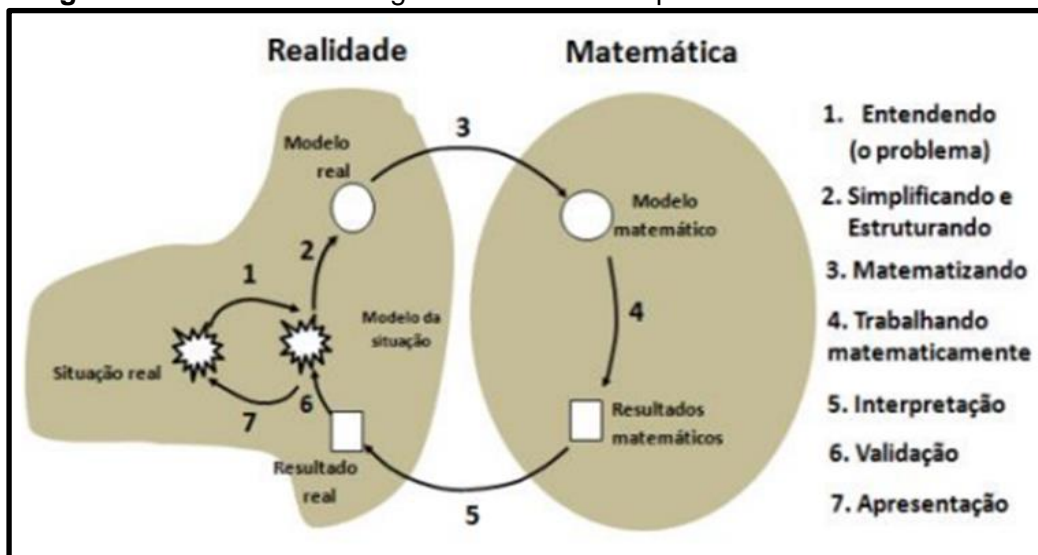 Realidade
Matemática
Modelo
real
3
Modelo
matemático
2
1
Modelo da
situação
4
Situação real
7
6
Resultado
real
Resultados
matemáticos
5
1. Entendendo
(o problema)
2. Simplificando e
Estruturando
3. Matematizando
4. Trabalhando
matematicamente
5. Interpretação
6. Validação
7. Apresentação